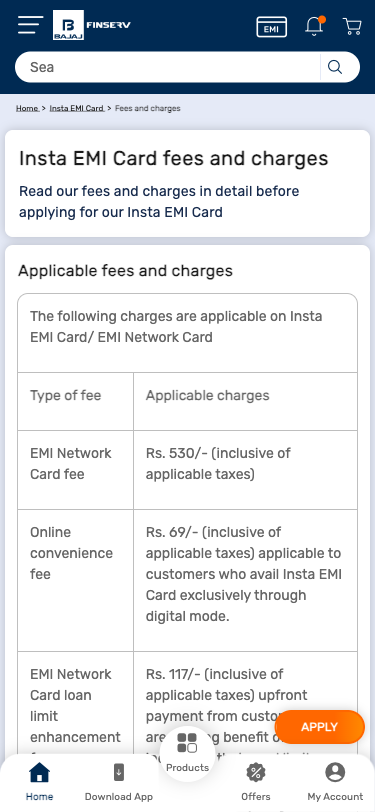 BAJAJ
FINSERV
EMI
Sea
Home > Insta EMI Card > Fees and charges
Insta EMI Card fees and charges
Read our fees and charges in detail before
applying for our Insta EMI Card
Applicable fees and charges
The following charges are applicable on Insta
EMI Card/ EMI Network Card
Type of fee
Applicable charges
EMI Network
Card fee
Rs. 530/- (inclusive of
applicable taxes)
Online
convenience
fee
Rs. 69/- (inclusive of
applicable taxes) applicable to
customers who avail Insta EMI
Card exclusively through
digital mode.
EMI Network
Card loan
limit
enhancement
Rs. 117/- (inclusive of
applicable taxes) upfront
payment from
are
benefit
APPLY
Home
Download App
Products
Offers
My Account